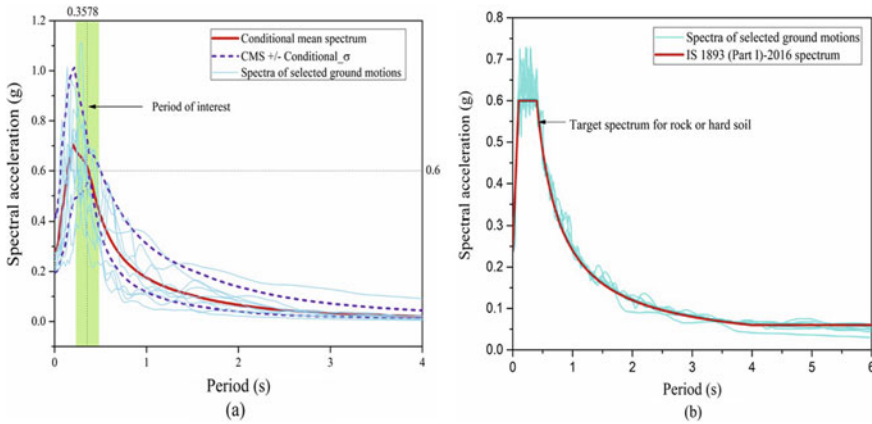 0.3578
Conditional mean spectrum
CMS +/- Conditional_σ
Spectra of selected ground motions
Period of interest
0.6
Spectral acceleration (g)
1.2
1.0
0.8
0.6
0.4
0.2
0.0
0 1 2 3 4
Period (s)
(a)
Spectra of selected ground motions
IS 1893 (Part I)-2016 spectrum
Target spectrum for rock or hard soil
Spectral acceleration (g)
0.8
0.7
0.6
0.5
0.4
0.3
0.2
0.1
0.0
0 1 2 3 4 5 6
Period (s)
(b)